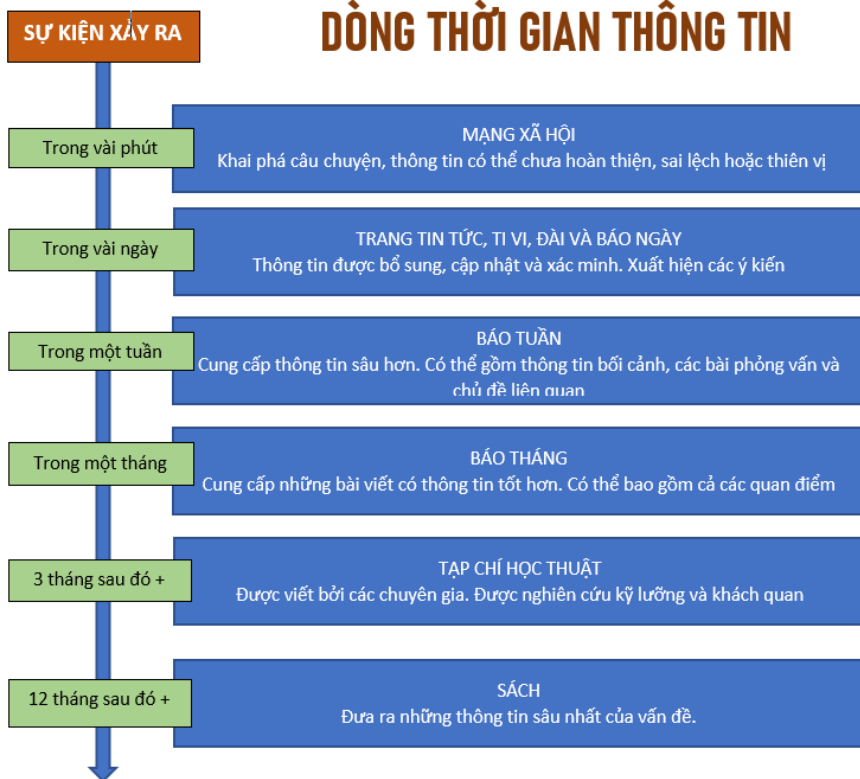 SỰ KIỆN XẢY RA
DÒNG THỜI GIAN THÔNG TIN
Trong vài phút
MẠNG XÃ HỘI
Khai phá câu chuyện, thông tin có thể chưa hoàn thiện, sai lệch hoặc thiên vị
Trong vài ngày
TRANG TIN TỨC, TI VI, ĐÀI VÀ BÁO NGÀY
Thông tin được bổ sung, cập nhật và xác minh. Xuất hiện các ý kiến
Trong một tuần
BÁO TUẦN
Cung cấp thông tin sâu hơn. Có thể gồm thông tin bối cảnh, các bài phỏng vấn và
chủ đề liên quan
Trong một tháng
BÁO THÁNG
Cung cấp những bài viết có thông tin tốt hơn. Có thể bao gồm cả các quan điểm
3 tháng sau đó +
TẠP CHÍ HỌC THUẬT
Được viết bởi các chuyên gia. Được nghiên cứu kỹ lưỡng và khách quan
12 tháng sau đó +
SÁCH
Đưa ra những thông tin sâu nhất của vấn đề.